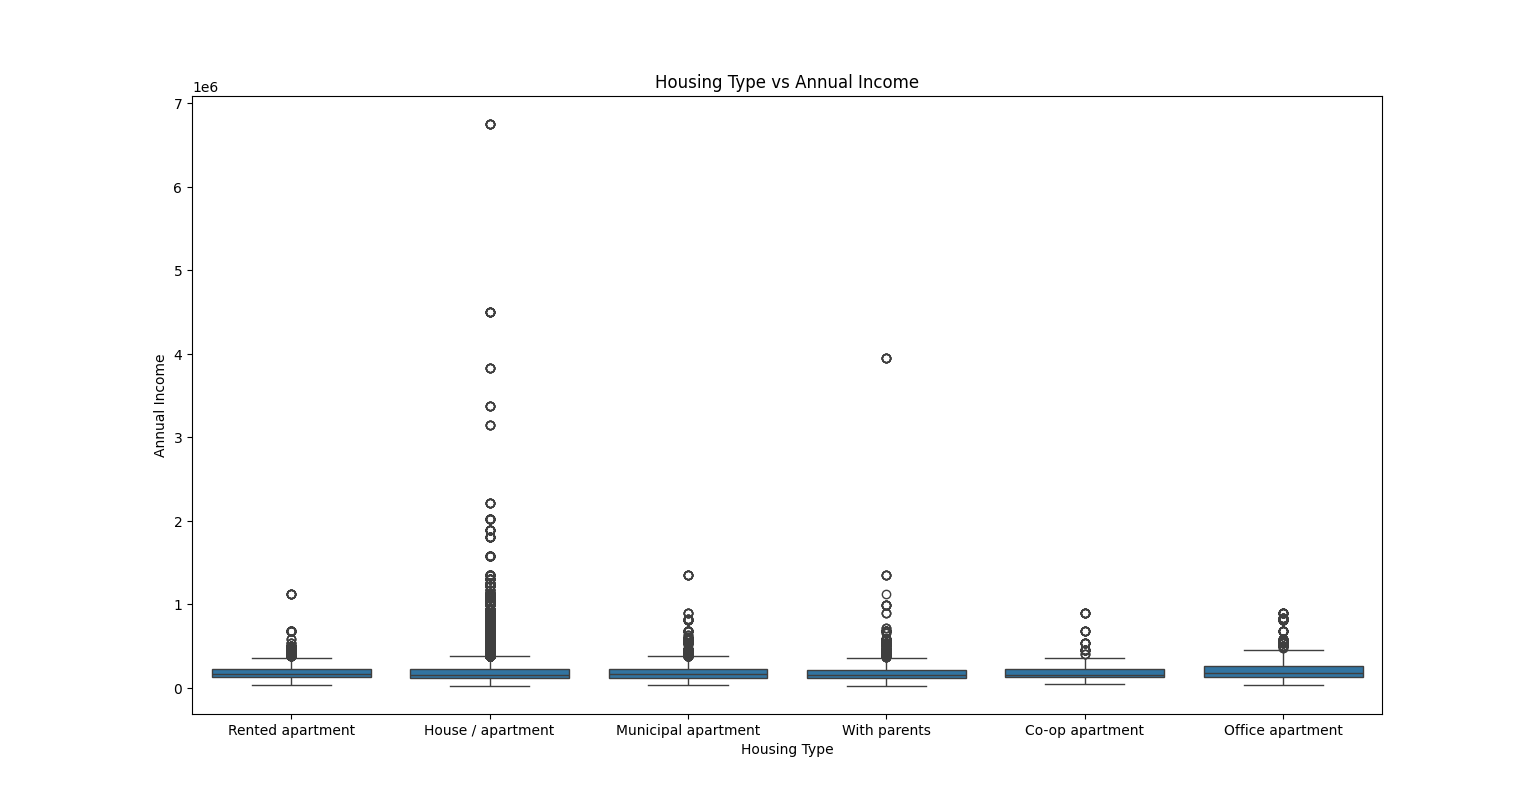 Housing Type vs Annual Income
1e6
7
6
5
4
3
2
1
0
Annual Income
Rented apartment
House / apartment
Municipal apartment
With parents
Co-op apartment
Office apartment
Housing Type